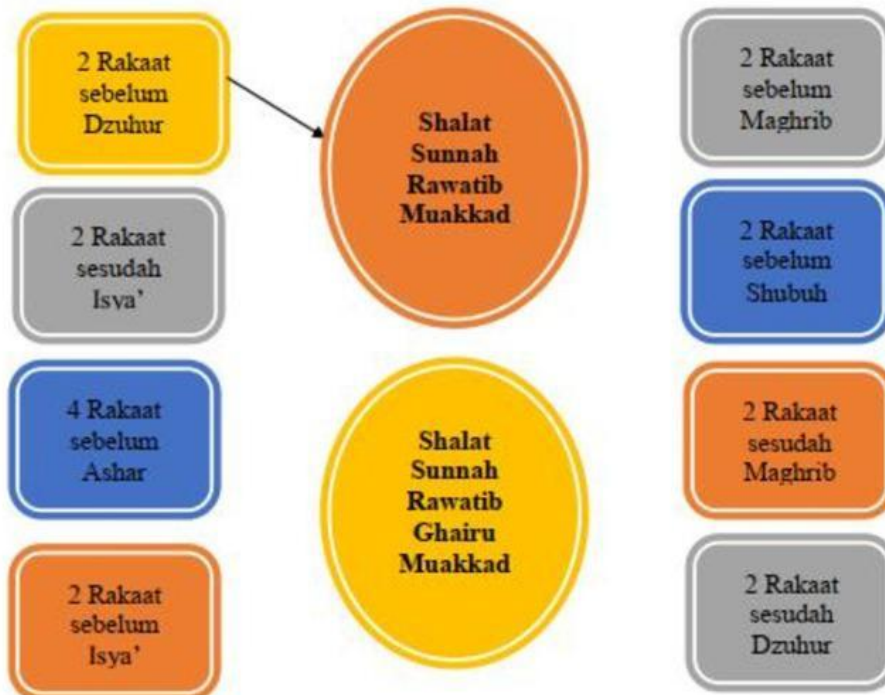 2 Rakaat
sebelum
Dzuhur
2 Rakaat
sesudah
Isya’
4 Rakaat
sebelum
Ashar
2 Rakaat
sebelum
Isya’
Shalat
Sunnah
Rawatib
Muakkad
Shalat
Sunnah
Rawatib
Ghairu
Muakkad
2 Rakaat
sebelum
Maghrib
2 Rakaat
sebelum
Shubuh
2 Rakaat
sesudah
Maghrib
2 Rakaat
sesudah
Dzuhur